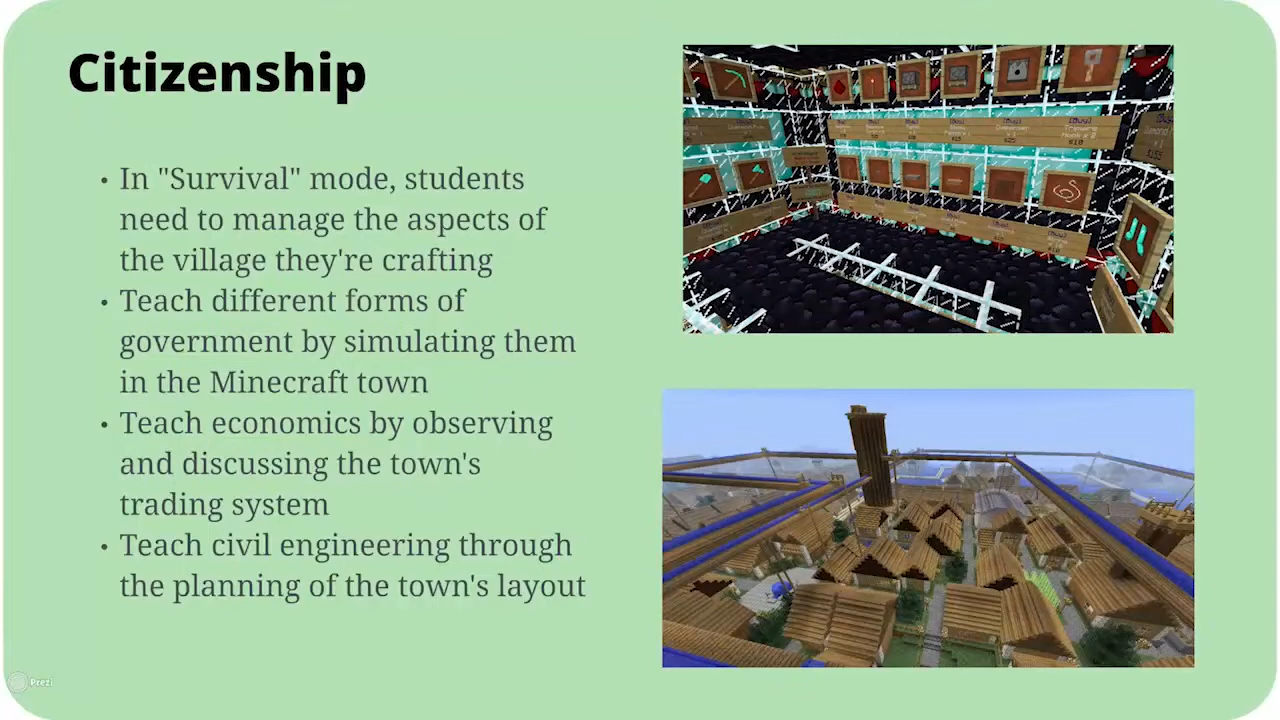 Citizenship
• In "Survival" mode, students
need to manage the aspects of
the village they're crafting
• Teach different forms of
government by simulating them
in the Minecraft town
• Teach economics by observing
and discussing the town's
trading system
• Teach civil engineering through
the planning of the town's layout
Prezi